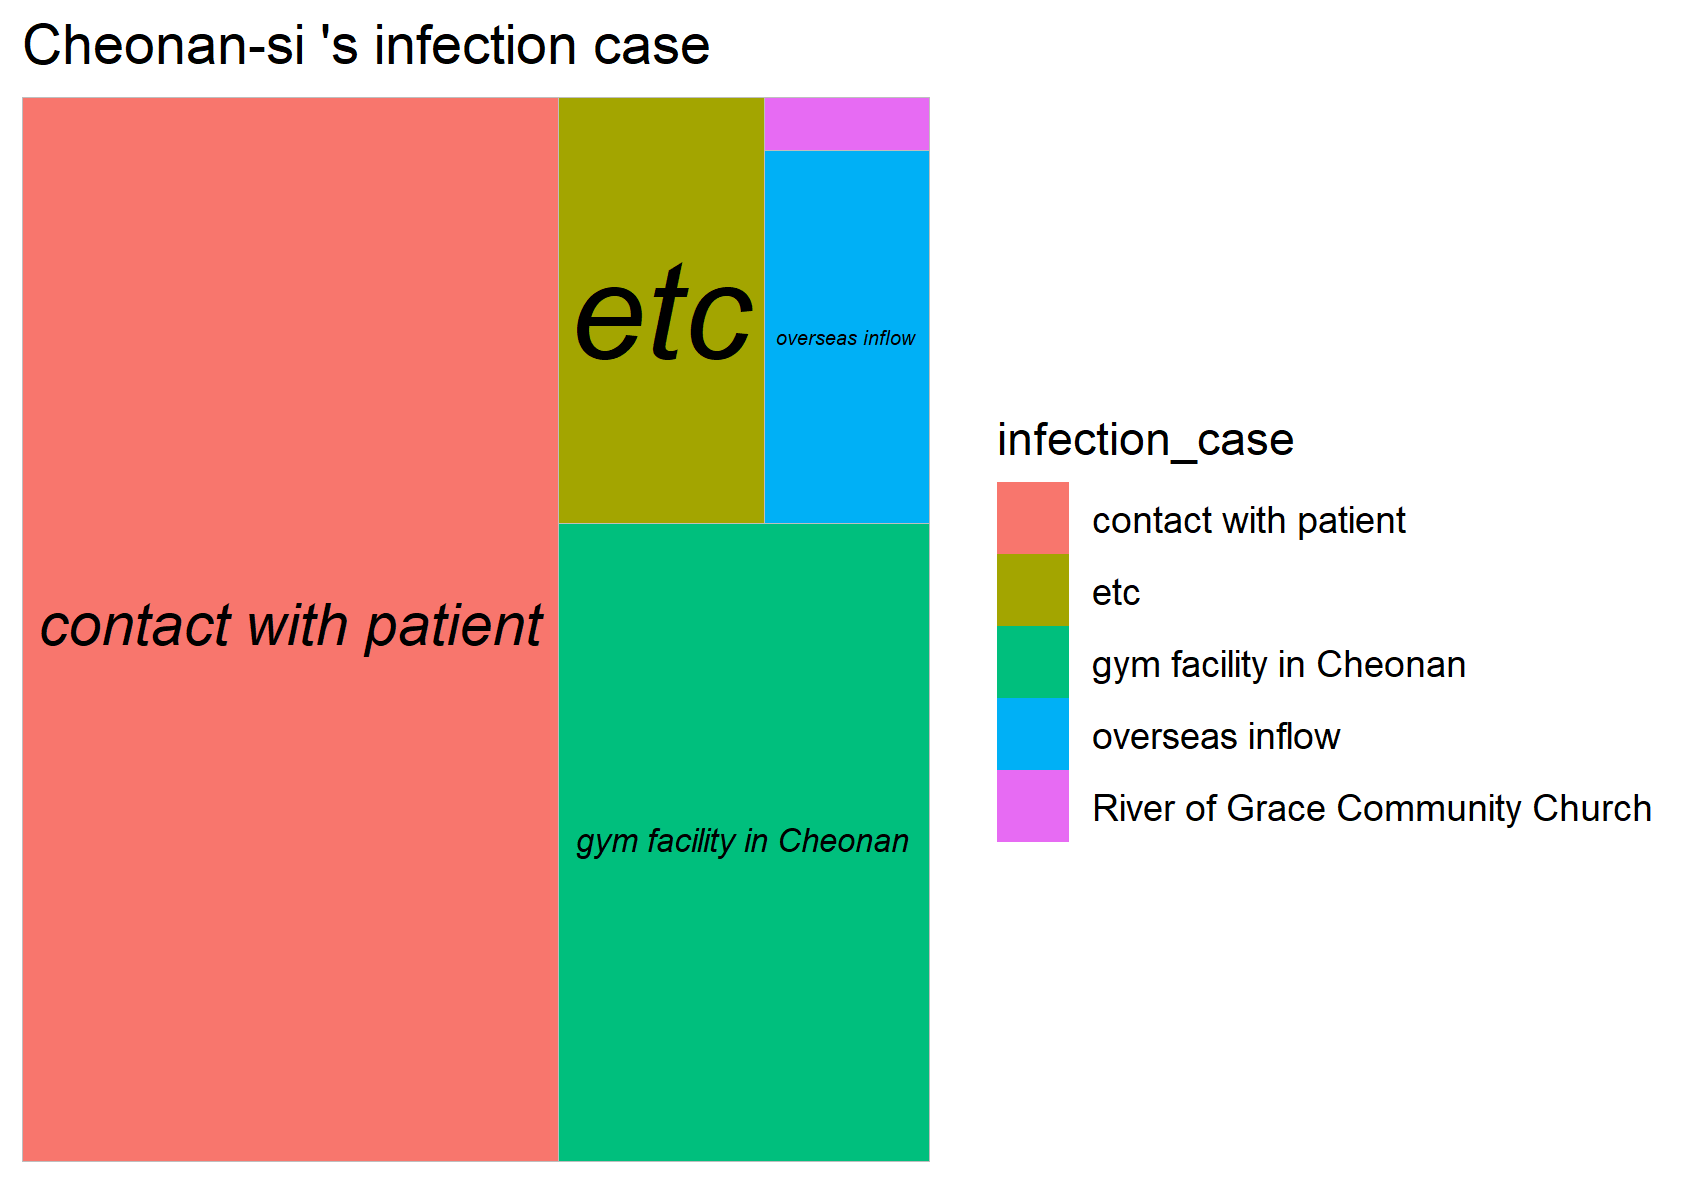 Cheonan-si 's infection case
etc
overseas inflow
contact with patient
gym facility in Cheonan
infection_case
contact with patient
etc
gym facility in Cheonan
overseas inflow
River of Grace Community Church